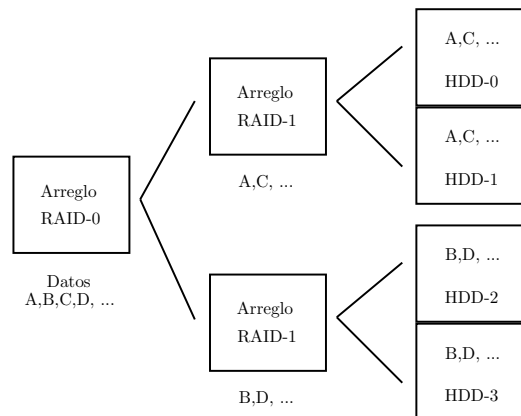 Arreglo
RAID-0
Datos
A,B,C,D, ...
Arreglo
RAID-1
A,C, ...
Arreglo
RAID-1
B,D, ...
A,C, ...
HDD-0
A,C, ...
HDD-1
B,D, ...
HDD-2
B,D, ...
HDD-3